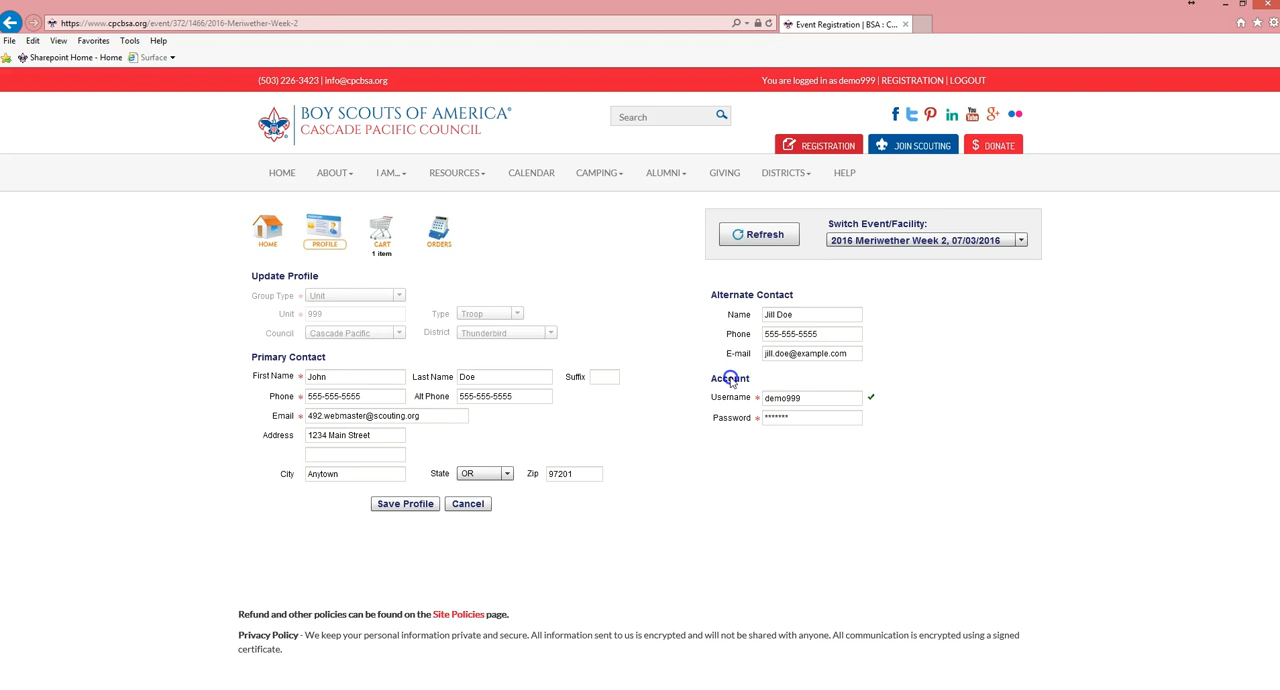 https://www.cpcbsa.org/event/372/1466/2016-Meriwether-Week-2
Event Registration | BSA : C...
File Edit View Favorites Tools Help
Sharepoint Home - Home Surface
(503) 226-3423 | info@cpcbsa.org
You are logged in as demo999 | REGISTRATION | LOGOUT
BOY SCOUTS OF AMERICA®
CASCADE PACIFIC COUNCIL
Search
REGISTRATION JOIN SCOUTING $ DONATE
HOME ABOUT I AM... RESOURCES CALENDAR CAMPING ALUMNI GIVING DISTRICTS HELP
HOME PROFILE CART ORDERS
1 item
Refresh
Switch Event/Facility:
2016 Meriwether Week 2, 07/03/2016
Update Profile
Group Type * Unit
Unit * 999 Type Troop
Council Cascade Pacific District Thunderbird
Primary Contact
First Name * John Last Name Doe Suffix
Phone * 555-555-5555 Alt Phone 555-555-5555
Email * 492.webmaster@scouting.org
Address 1234 Main Street
City Anytown State OR Zip 97201
Save Profile Cancel
Alternate Contact
Name Jill Doe
Phone 555-555-5555
E-mail jill.doe@example.com
Account
Username * demo999
Password * *******
Refund and other policies can be found on the Site Policies page.
Privacy Policy - We keep your personal information private and secure. All information sent to us is encrypted and will not be shared with anyone. All communication is encrypted using a signed
certificate.